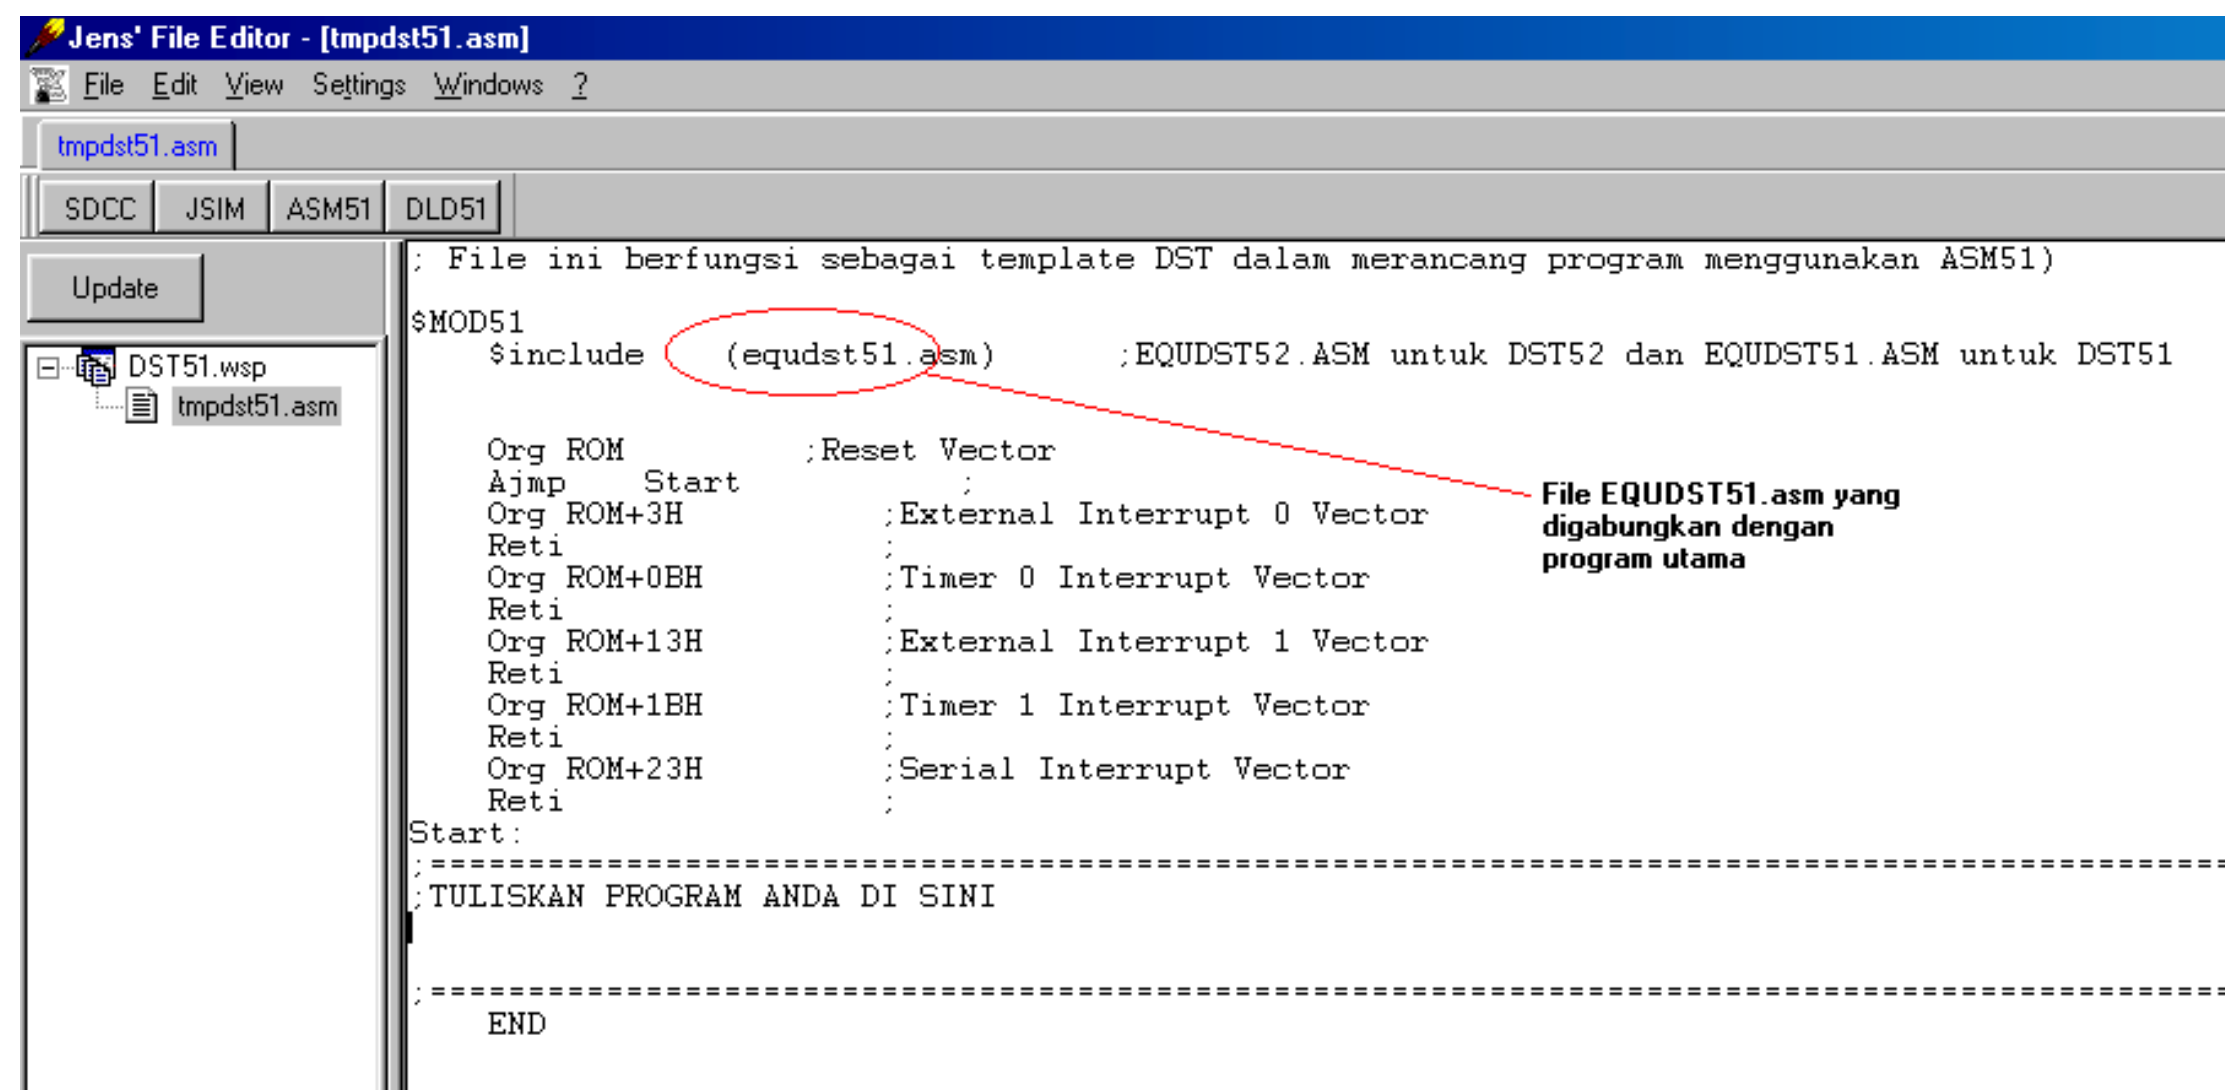 Jens' File Editor - [tmpdst51.asm]
File Edit View Settings Windows ?
tmpdst51.asm
SDCC JSIM ASM51 DLD51
Update
DST51.wsp
tmpdst51.asm
; File ini berfungsi sebagai template DST dalam merancang program menggunakan ASM51)
$MOD51
$include (equdst51.asm) ;EQUDST52.ASM untuk DST52 dan EQUDST51.ASM untuk DST51
Org ROM ;Reset Vector
Ajmp Start ;
Org ROM+3H ;External Interrupt 0 Vector
Reti ;
Org ROM+0BH ;Timer 0 Interrupt Vector
Reti ;
Org ROM+13H ;External Interrupt 1 Vector
Reti ;
Org ROM+1BH ;Timer 1 Interrupt Vector
Reti ;
Org ROM+23H ;Serial Interrupt Vector
Reti ;
Start:
;============================================================================================
;TULISKAN PROGRAM ANDA DI SINI
;============================================================================================
END
File EQUDST51.asm yang
digabungkan dengan
program utama